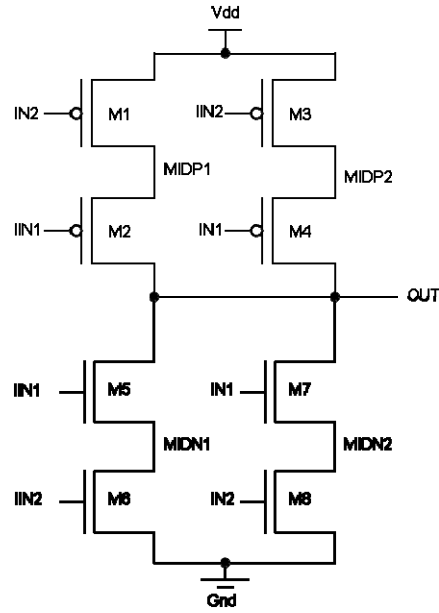 Vdd
IN2 M1 IIN2 M3
MIDP1 MIDP2
IIN1 M2 IN1 M4
OUT
IIN1 M5 IN1 M7
MIDN1 MIDN2
IIN2 M6 IN2 M8
Gnd